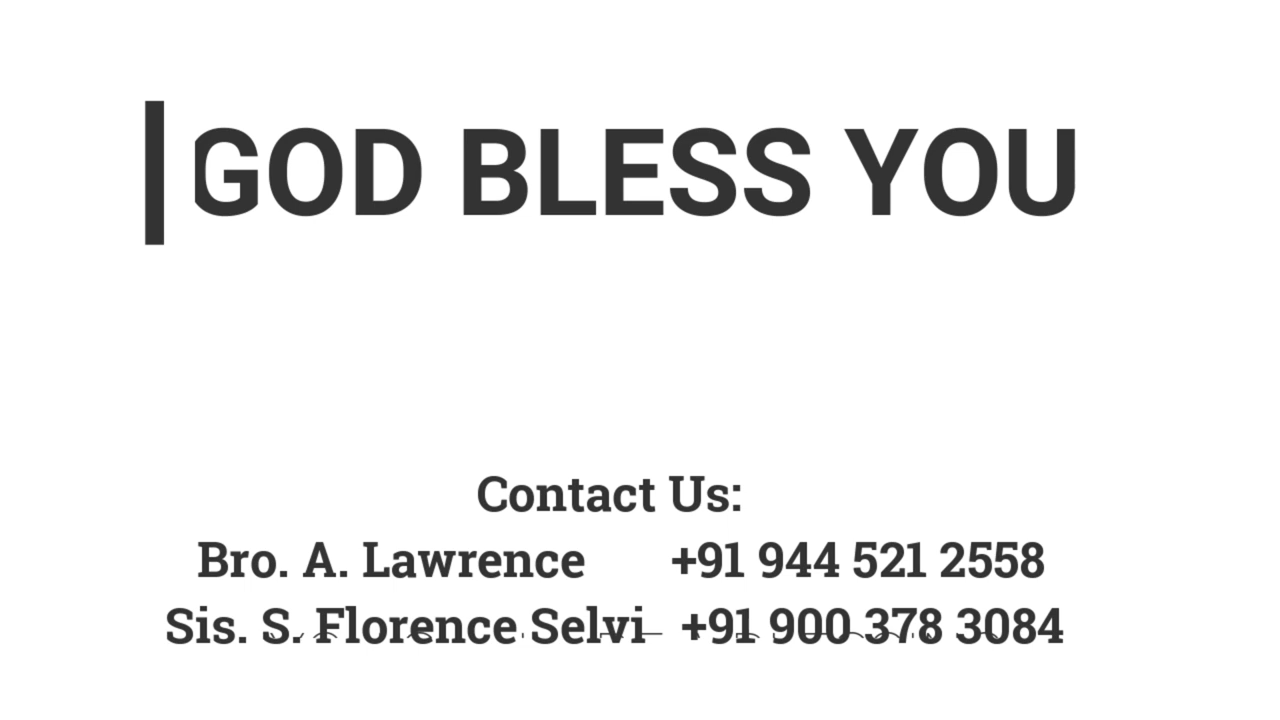 GOD BLESS YOU
Contact Us:
Bro. A. Lawrence +91 944 521 2558
Sis. S. Florence Selvi +91 900 378 3084